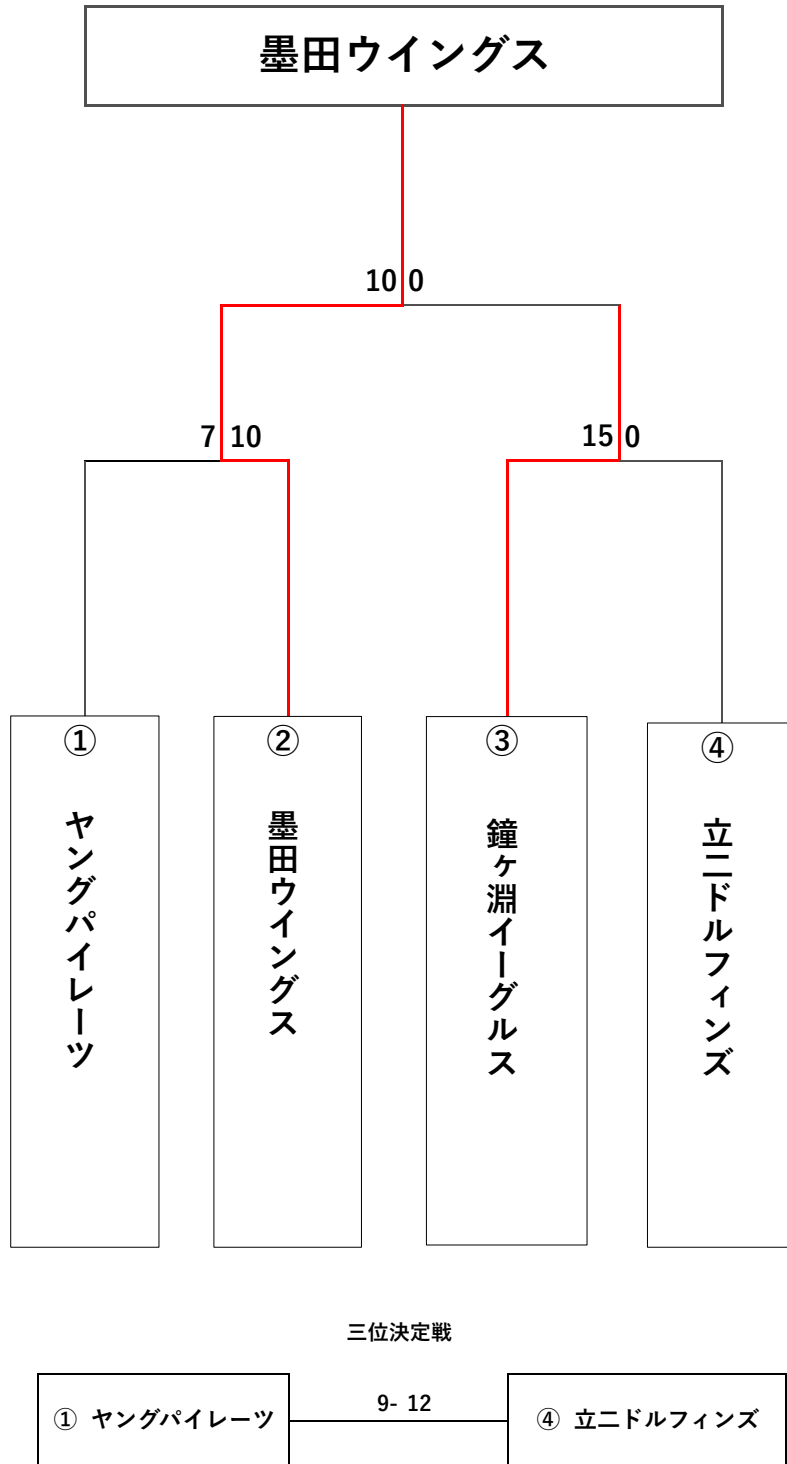 墨田ウイングス
10 0
7 10
15 0
①
ヤングパイレーツ
②
墨田ウイングス
③
鐘ヶ淵イーグルス
④
立二ドルフィンズ
三位決定戦
① ヤングパイレーツ
9- 12
④ 立二ドルフィンズ